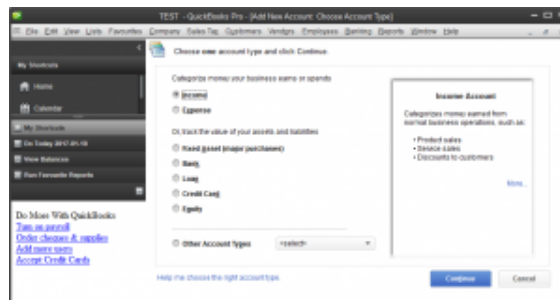 TEST - QuickBooks Pro - [Add New Account: Choose Account Type]
File Edit View Lists Favourites Company Sales Tax Customers Vendors Employees Banking Reports Window Help
Choose one account type and click Continue.
My Shortcuts
Home
Calendar
My Shortcuts
Do Today 2017-01-10
View Balances
Run Favourite Reports
Do More With QuickBooks
Turn on payroll
Order cheques & supplies
Add more users
Accept Credit Cards
Categorize money your business earns or spends
Income
Expense
Or, track the value of your assets and liabilities
Fixed Asset (major purchases)
Bank
Loan
Credit Card
Equity
Other Account Types
<select>
Income Account
Categorizes money earned from
normal business operations, such as:
• Product sales
• Service sales
• Discounts to customers
More...
Help me choose the right account type.
Continue
Cancel